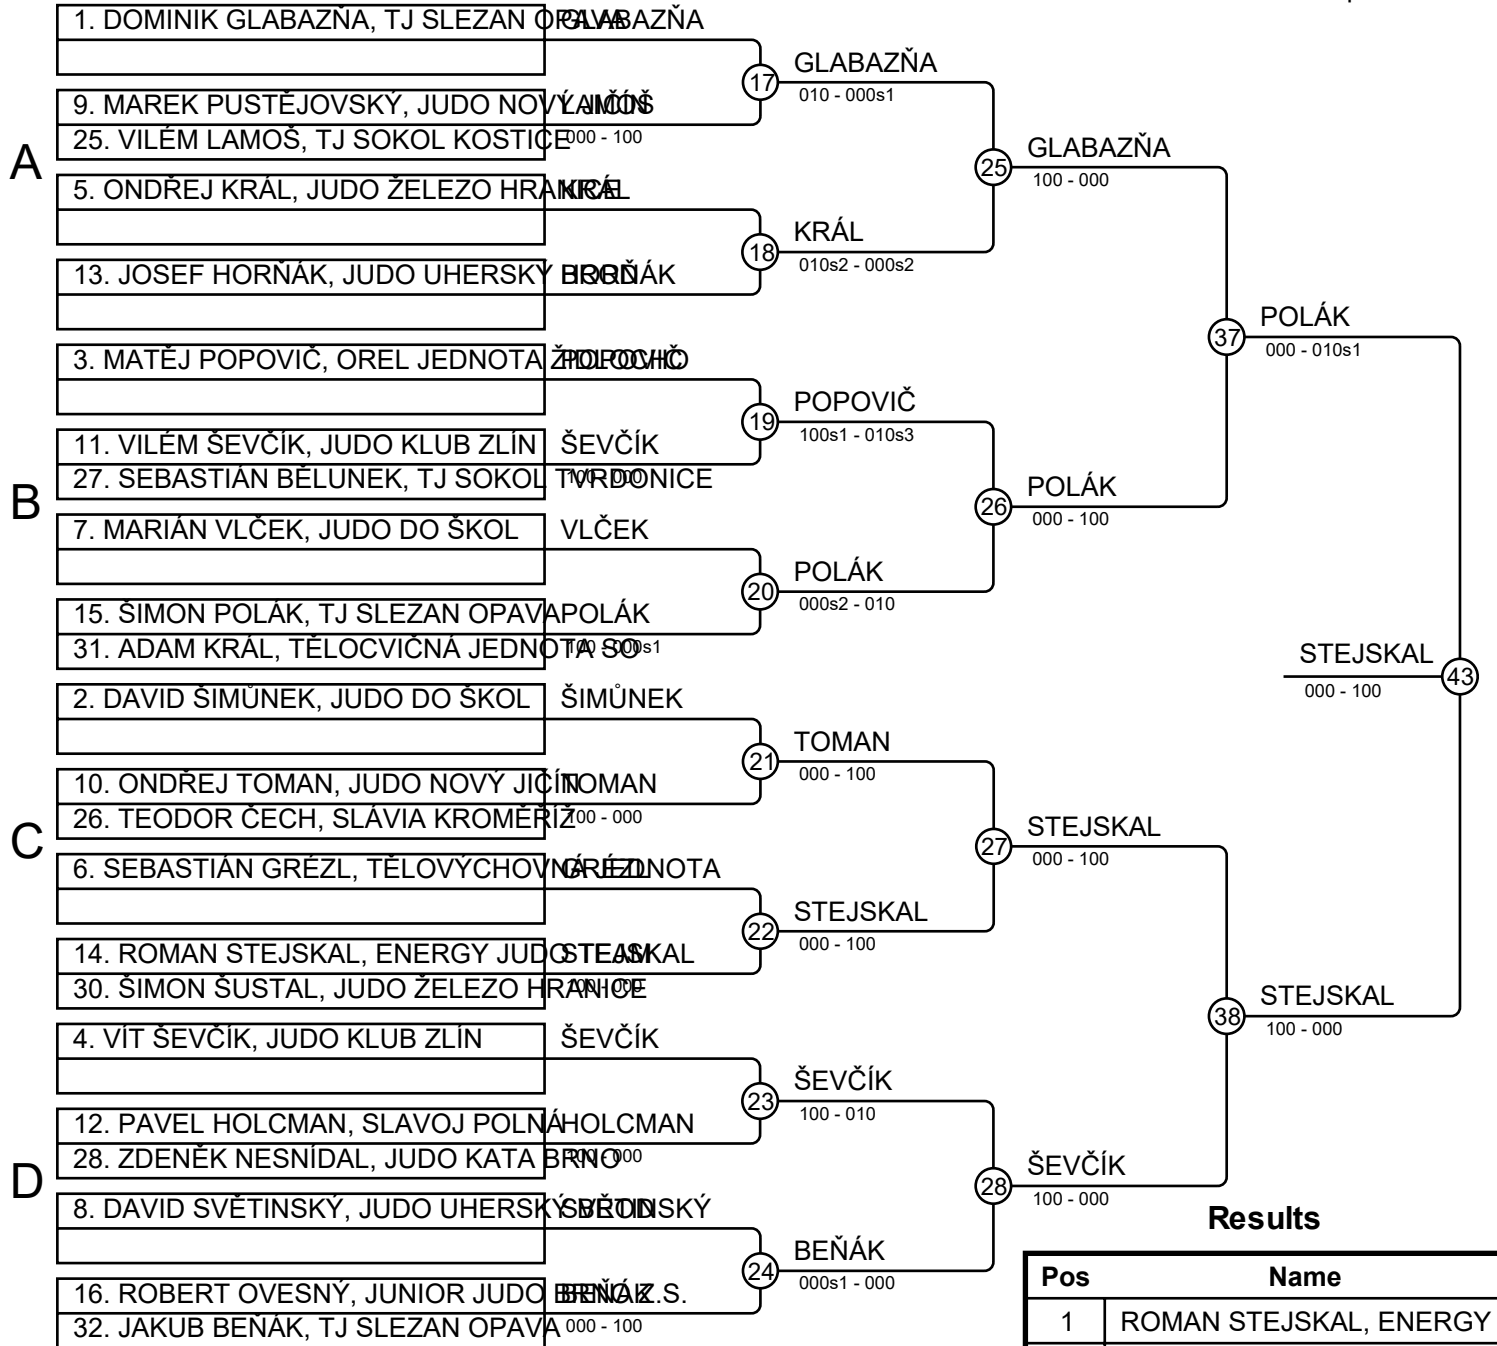 1. DOMINIK GLABAZŇA, TJ SLEZAN OPAVA
GLABAZŇA
17
GLABAZŇA
010 - 000s1
9. MAREK PUSTĚJOVSKÝ, JUDO NOVÝ JIČÍN
LAMOŠ
25. VILÉM LAMOŠ, TJ SOKOL KOSTICE
000 - 100
A
25
GLABAZŇA
100 - 000
5. ONDŘEJ KRÁL, JUDO ŽELEZO HRANICE
KRÁL
18
KRÁL
010s2 - 000s2
13. JOSEF HORŇÁK, JUDO UHERSKÝ BROD
HORŇÁK
37
POLÁK
000 - 010s1
3. MATĚJ POPOVIČ, OREL JEDNOTA ŽIDLOCHO
POPOVIČ
19
POPOVIČ
100s1 - 010s3
11. VILÉM ŠEVČÍK, JUDO KLUB ZLÍN
ŠEVČÍK
27. SEBASTIÁN BĚLUNEK, TJ SOKOL TVRDONICE
100 - 000
B
26
POLÁK
000 - 100
7. MARIÁN VLČEK, JUDO DO ŠKOL
VLČEK
20
POLÁK
000s2 - 010
15. ŠIMON POLÁK, TJ SLEZAN OPAVA
POLÁK
31. ADAM KRÁL, TĚLOCVIČNÁ JEDNOTA SO
100 - 000s1
STEJSKAL
43
000 - 100
2. DAVID ŠIMŮNEK, JUDO DO ŠKOL
ŠIMŮNEK
21
TOMAN
000 - 100
10. ONDŘEJ TOMAN, JUDO NOVÝ JIČÍN
TOMAN
26. TEODOR ČECH, SLÁVIA KROMĚŘÍŽ
100 - 000
C
27
STEJSKAL
000 - 100
6. SEBASTIÁN GRÉZL, TĚLOVÝCHOVNÁ JEDNOTA
GRÉZL
22
STEJSKAL
000 - 100
14. ROMAN STEJSKAL, ENERGY JUDO TEAM
STEJSKAL
30. ŠIMON ŠUSTAL, JUDO ŽELEZO HRANICE
100 - 000
38
STEJSKAL
100 - 000
4. VÍT ŠEVČÍK, JUDO KLUB ZLÍN
ŠEVČÍK
23
ŠEVČÍK
100 - 010
12. PAVEL HOLCMAN, SLAVOJ POLNÁ
HOLCMAN
28. ZDENĚK NESNÍDAL, JUDO KATA BRNO
100 - 000
D
28
ŠEVČÍK
100 - 000
8. DAVID SVĚTINSKÝ, JUDO UHERSKÝ BROD
SVĚTINSKÝ
24
BEŇÁK
000s1 - 000
16. ROBERT OVESNÝ, JUNIOR JUDO BRNO Z.S.
BEŇÁK
32. JAKUB BEŇÁK, TJ SLEZAN OPAVA
000 - 100
Results
Pos Name
1 ROMAN STEJSKAL, ENERGY